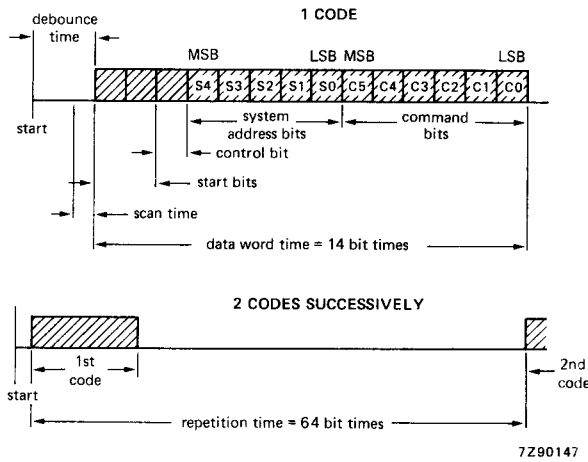 1 CODE
debounce
time
MSB
LSB
MSB
LSB
S4 S3 S2 S1 S0 C5 C4 C3 C2 C1 C0
start
system
address bits
command
bits
control bit
start bits
scan time
data word time = 14 bit times
2 CODES SUCCESSIVELY
1st
code
2nd
code
start
repetition time = 64 bit times
7Z90147